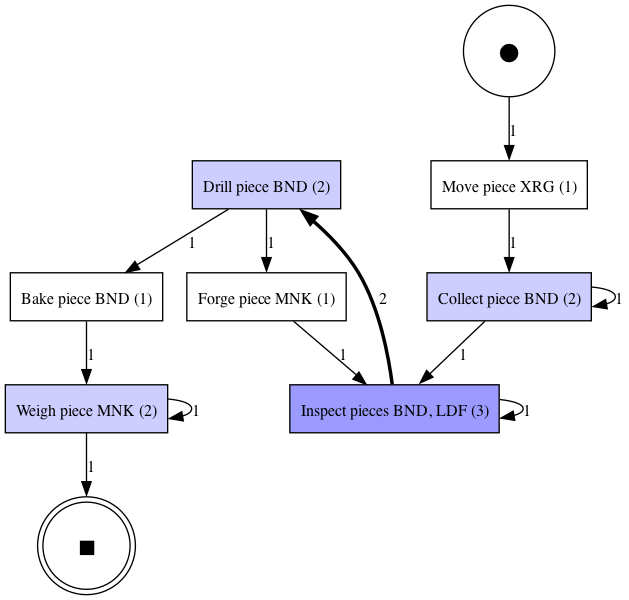 1
Drill piece BND (2)
Move piece XRG (1)
1
1
1
Bake piece BND (1)
Forge piece MNK (1)
2
Collect piece BND (2)
1
1
1
1
Weigh piece MNK (2)
1
Inspect pieces BND, LDF (3)
1
1